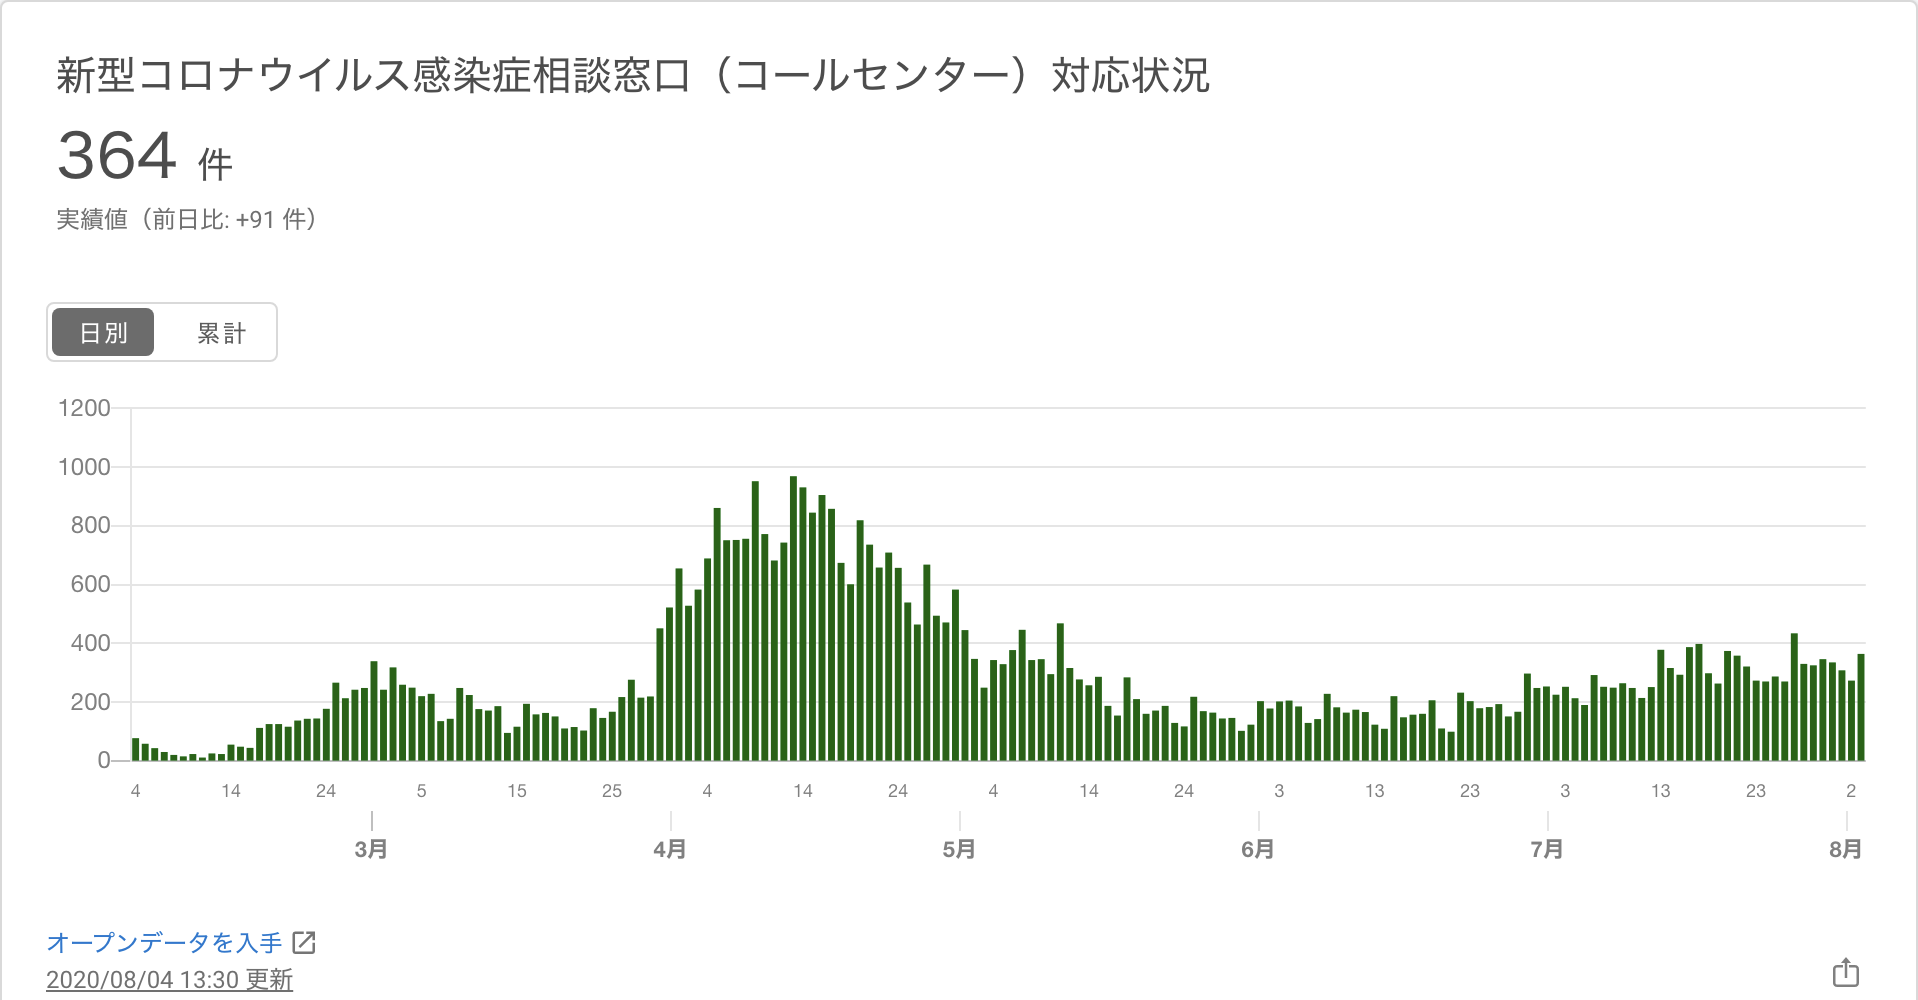 新型コロナウイルス感染症相談窓口（コールセンター）対応状況
364 件
実績値（前日比: +91 件）
日別 累計
1200
1000
800
600
400
200
0
4 14 24 5 15 25 4 14 24 4 14 24 3 13 23 3 13 23 2
3月 4月 5月 6月 7月 8月
オープンデータを入手
2020/08/04 13:30 更新